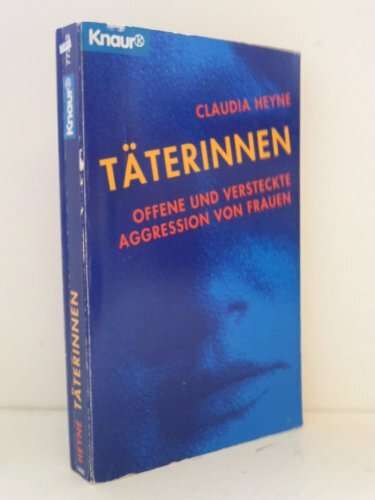 Knaur®
CLAUDIA HEYNE
TÄTERINNEN
OFFENE UND VERSTECKTE
AGGRESSION VON FRAUEN
Knaur®
HEYNE TÄTERINNEN